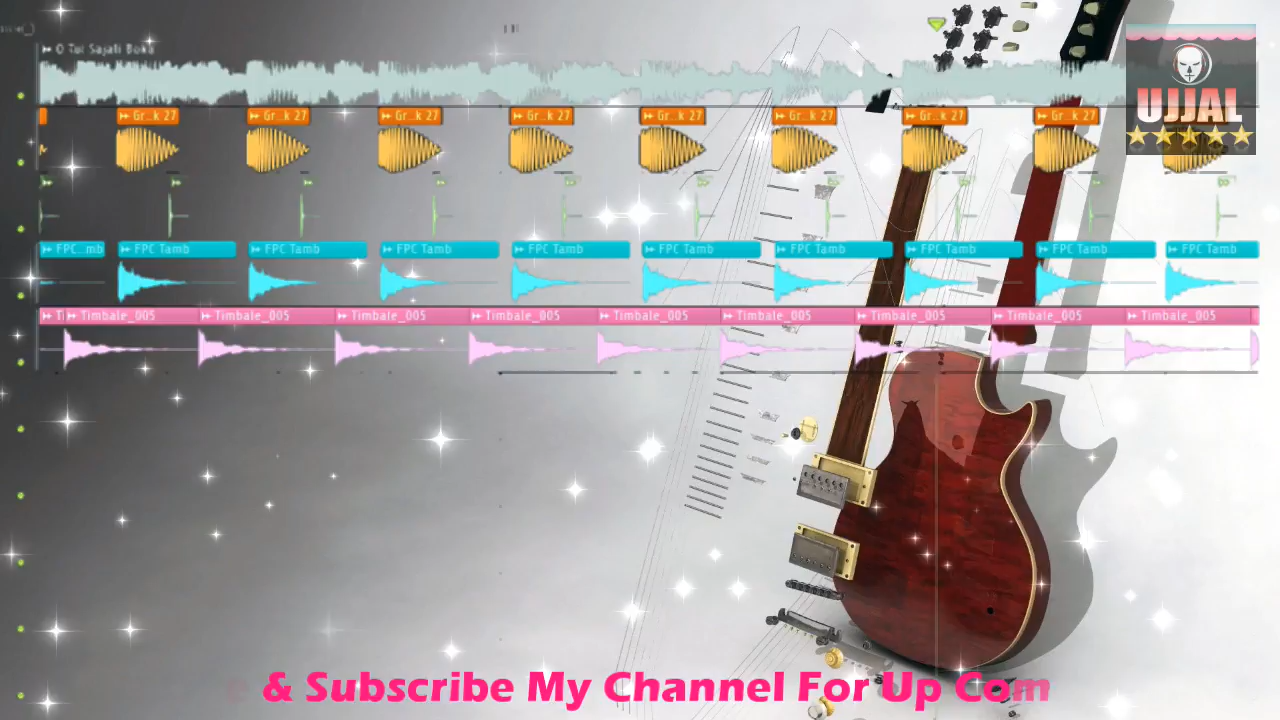 O Tui Sajati Boka
Gr..k 27 Gr..k 27 Gr..k 27 Gr..k 27 Gr..k 27 Gr..k 27 Gr..k 27 Gr..k 27
FPC...mb FPC Tamb FPC Tamb FPC Tamb FPC Tamb FPC Tamb FPC Tamb FPC Tamb FPC Tamb FPC Tamb
Timbale_005 Timbale_005 Timbale_005 Timbale_005 Timbale_005 Timbale_005 Timbale_005 Timbale_005 Timbale_005
UJJAL
& Subscribe My Channel For Up Com